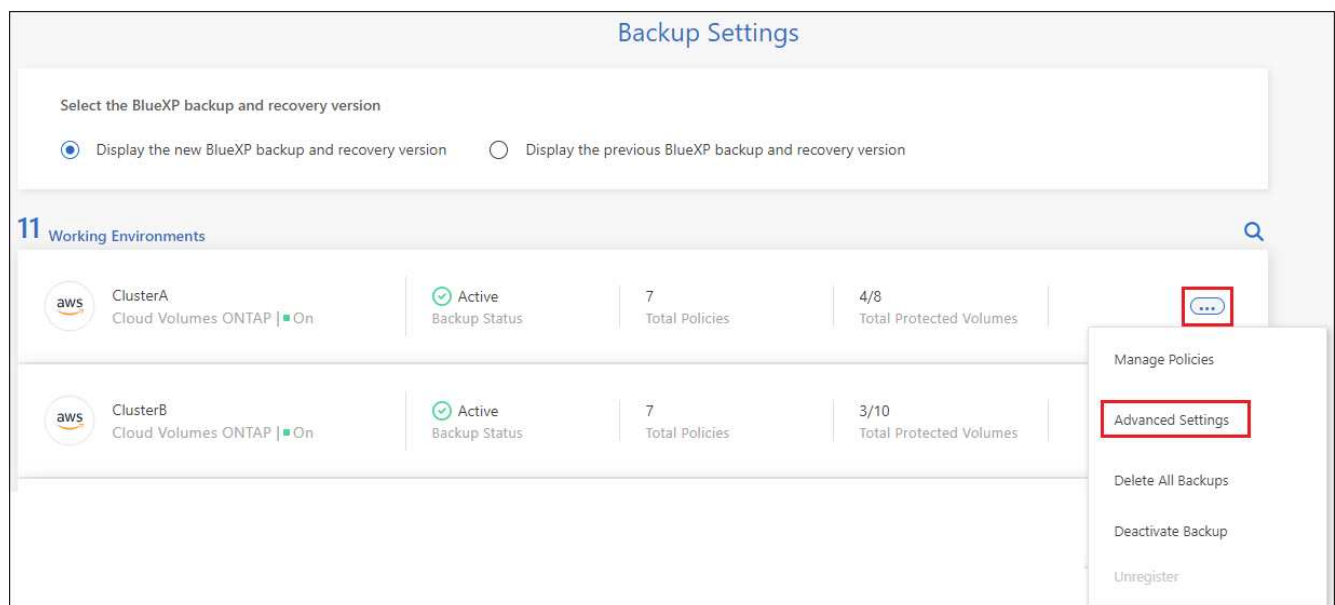 Backup Settings
Select the BlueXP backup and recovery version
Display the new BlueXP backup and recovery version Display the previous BlueXP backup and recovery version
11 Working Environments
aws ClusterA Active 7 4/8 ...
Cloud Volumes ONTAP | On Backup Status Total Policies Total Protected Volumes
Manage Policies
aws ClusterB Active 7 3/10
Cloud Volumes ONTAP | On Backup Status Total Policies Total Protected Volumes
Advanced Settings
Delete All Backups
Deactivate Backup
Unregister